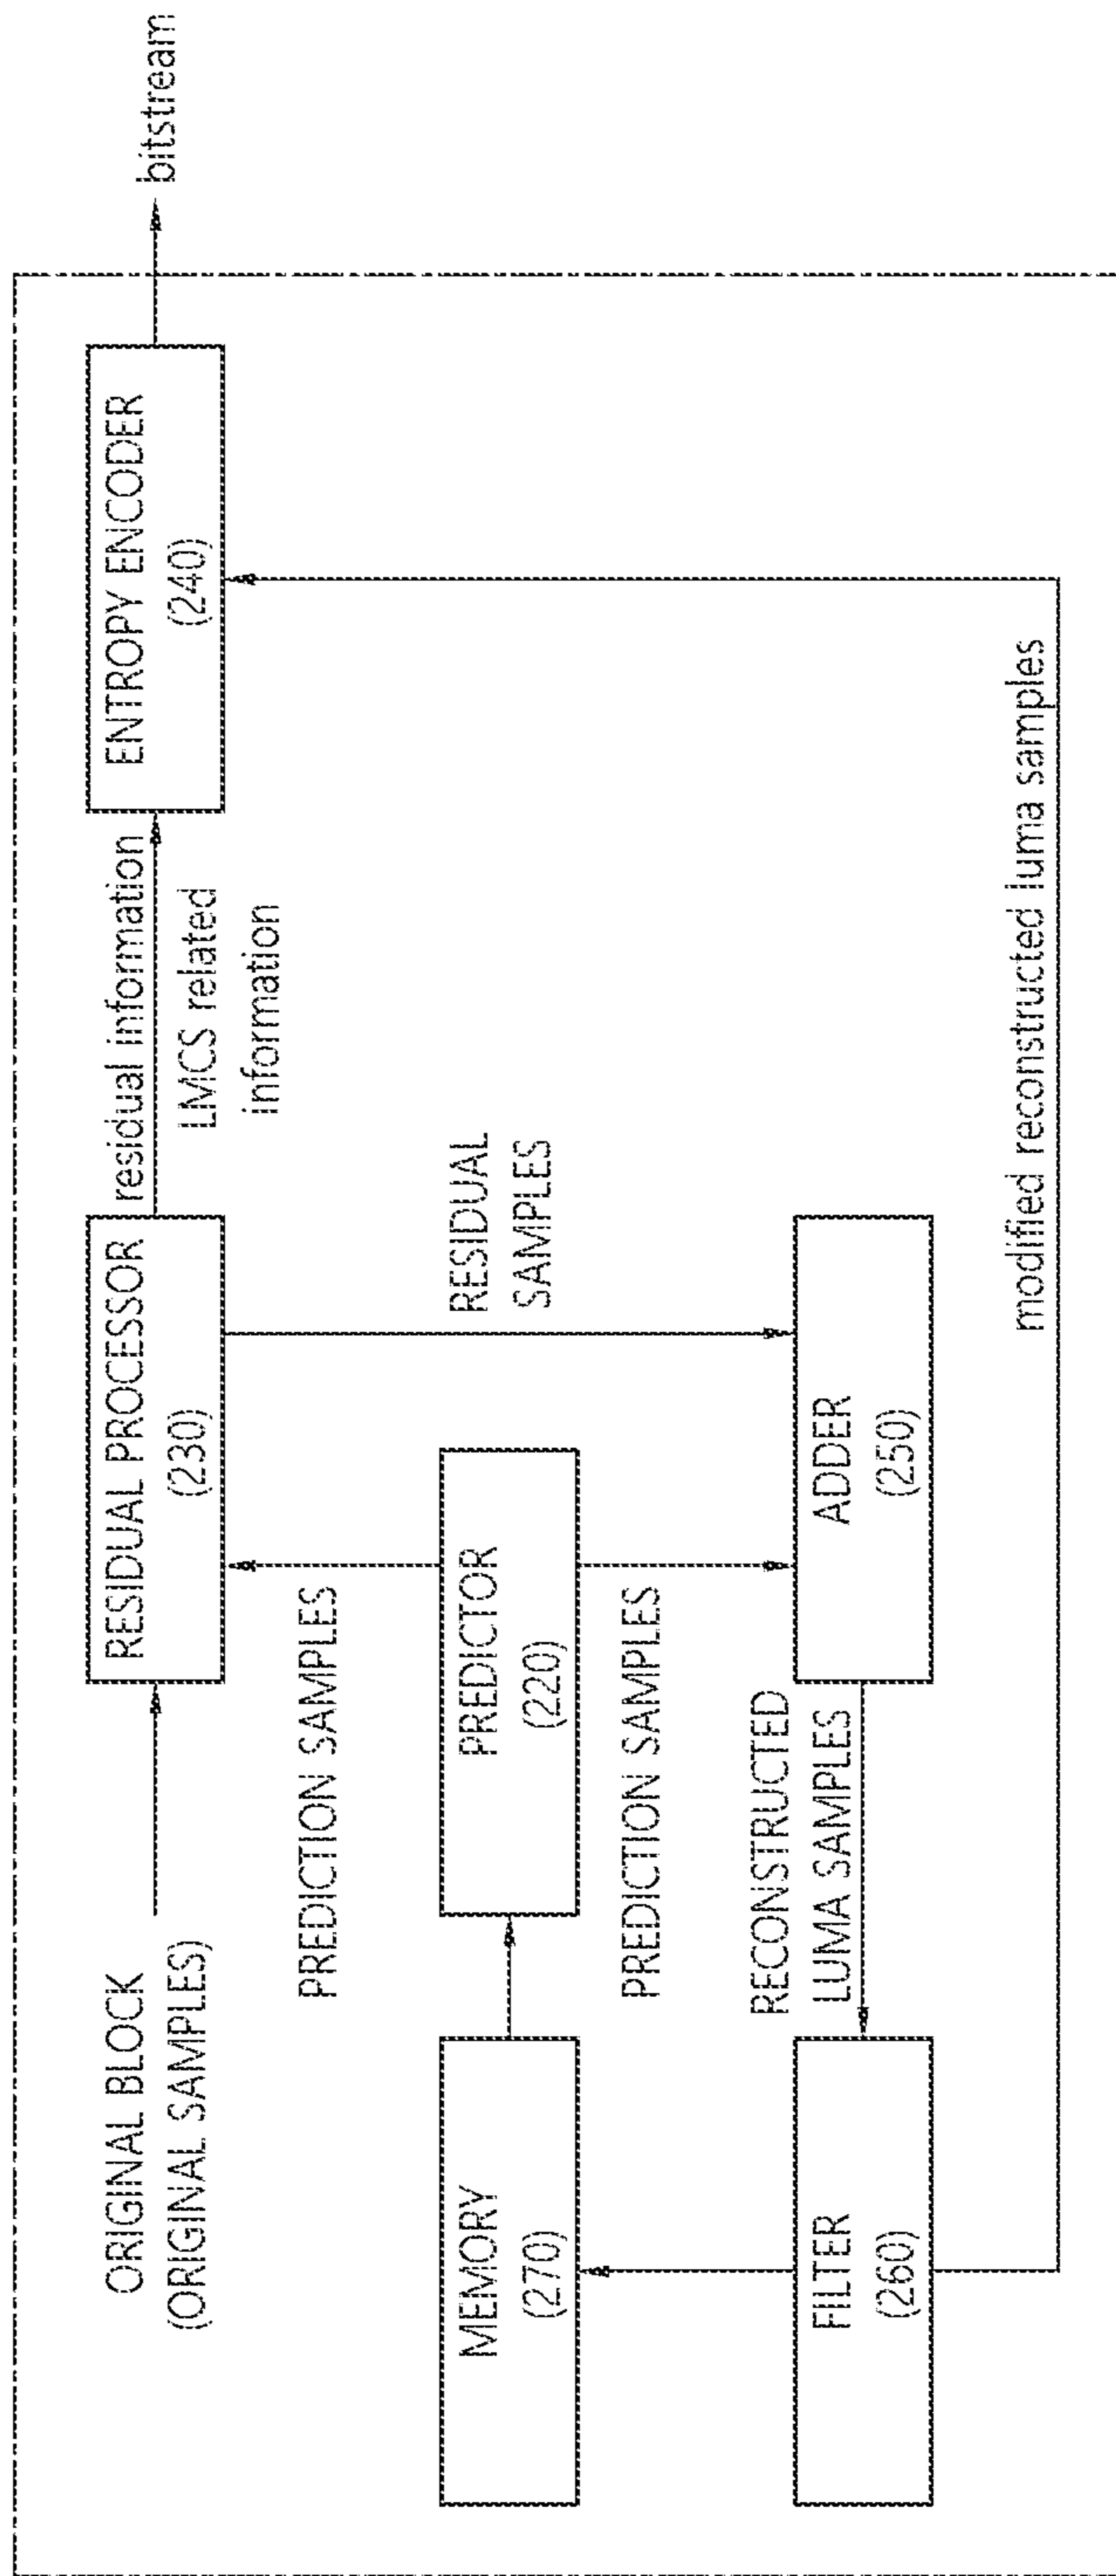 bitstream
ORIGINAL BLOCK
(ORIGINAL SAMPLES)
RESIDUAL PROCESSOR
(230)
residual information
LMCS related
information
ENTROPY ENCODER
(240)
PREDICTION SAMPLES
RESIDUAL
SAMPLES
MEMORY
(270)
PREDICTOR
(220)
PREDICTION SAMPLES
RECONSTRUCTED
LUMA SAMPLES
FILTER
(260)
ADDER
(250)
modified reconstructed luma samples